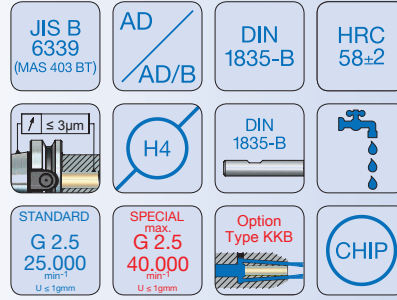 JIS B
6339
(MAS 403 BT)
AD
AD/B
DIN
1835-B
HRC
58±2
≤ 3µm
H4
DIN
1835-B
STANDARD
G 2.5
25.000
min⁻¹
U ≤ 1gmm
SPECIAL
max.
G 2.5
40.000
min⁻¹
U ≤ 1gmm
Option
Type KKB
CHIP